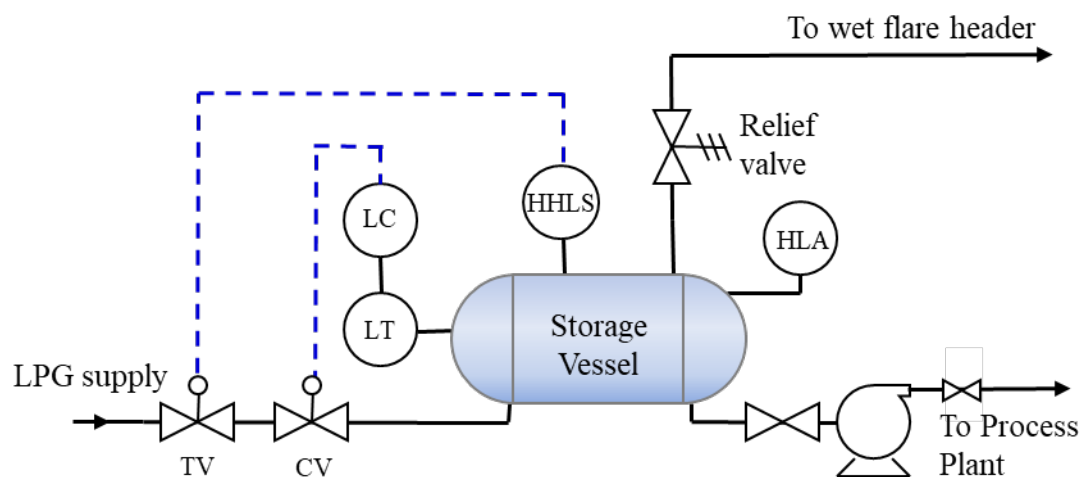 To wet flare header
Relief
valve
HHLS
LC
HLA
LT
Storage
Vessel
LPG supply
TV
CV
To Process
Plant